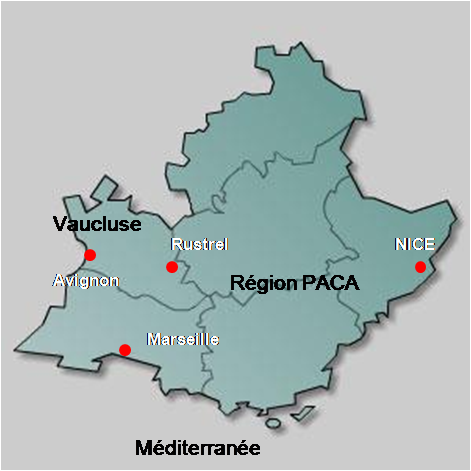 Vaucluse
Rustrel
NICE
Avignon
Région PACA
Marseille
Méditerranée